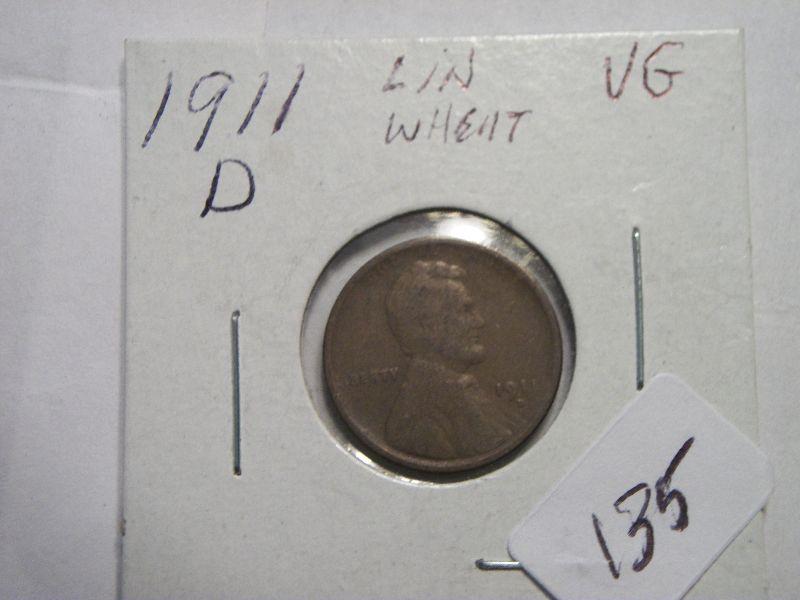 1911 LIN VG
D WHEAT
LIBERTY 1911
D
135